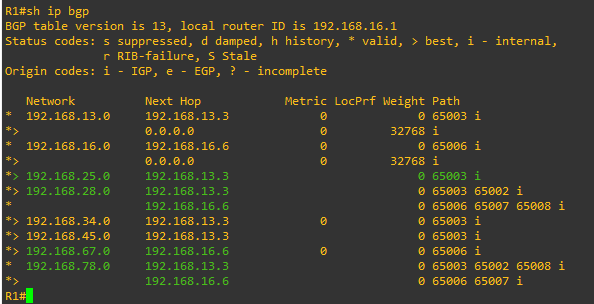 R1#sh ip bgp
BGP table version is 13, local router ID is 192.168.16.1
Status codes: s suppressed, d damped, h history, * valid, > best, i - internal,
              r RIB-failure, S Stale
Origin codes: i - IGP, e - EGP, ? - incomplete

   Network          Next Hop            Metric LocPrf Weight Path
*  192.168.13.0     192.168.13.3             0             0 65003 i
*>                  0.0.0.0                  0         32768 i
*  192.168.16.0     192.168.16.6             0             0 65006 i
*>                  0.0.0.0                  0         32768 i
*> 192.168.25.0     192.168.13.3                           0 65003 i
*> 192.168.28.0     192.168.13.3                           0 65003 65002 i
*                   192.168.16.6                           0 65006 65007 65008 i
*> 192.168.34.0     192.168.13.3             0             0 65003 i
*> 192.168.45.0     192.168.13.3                           0 65003 i
*> 192.168.67.0     192.168.16.6             0             0 65006 i
*  192.168.78.0     192.168.13.3                           0 65003 65002 65008 i
*>                  192.168.16.6                           0 65006 65007 i
R1#